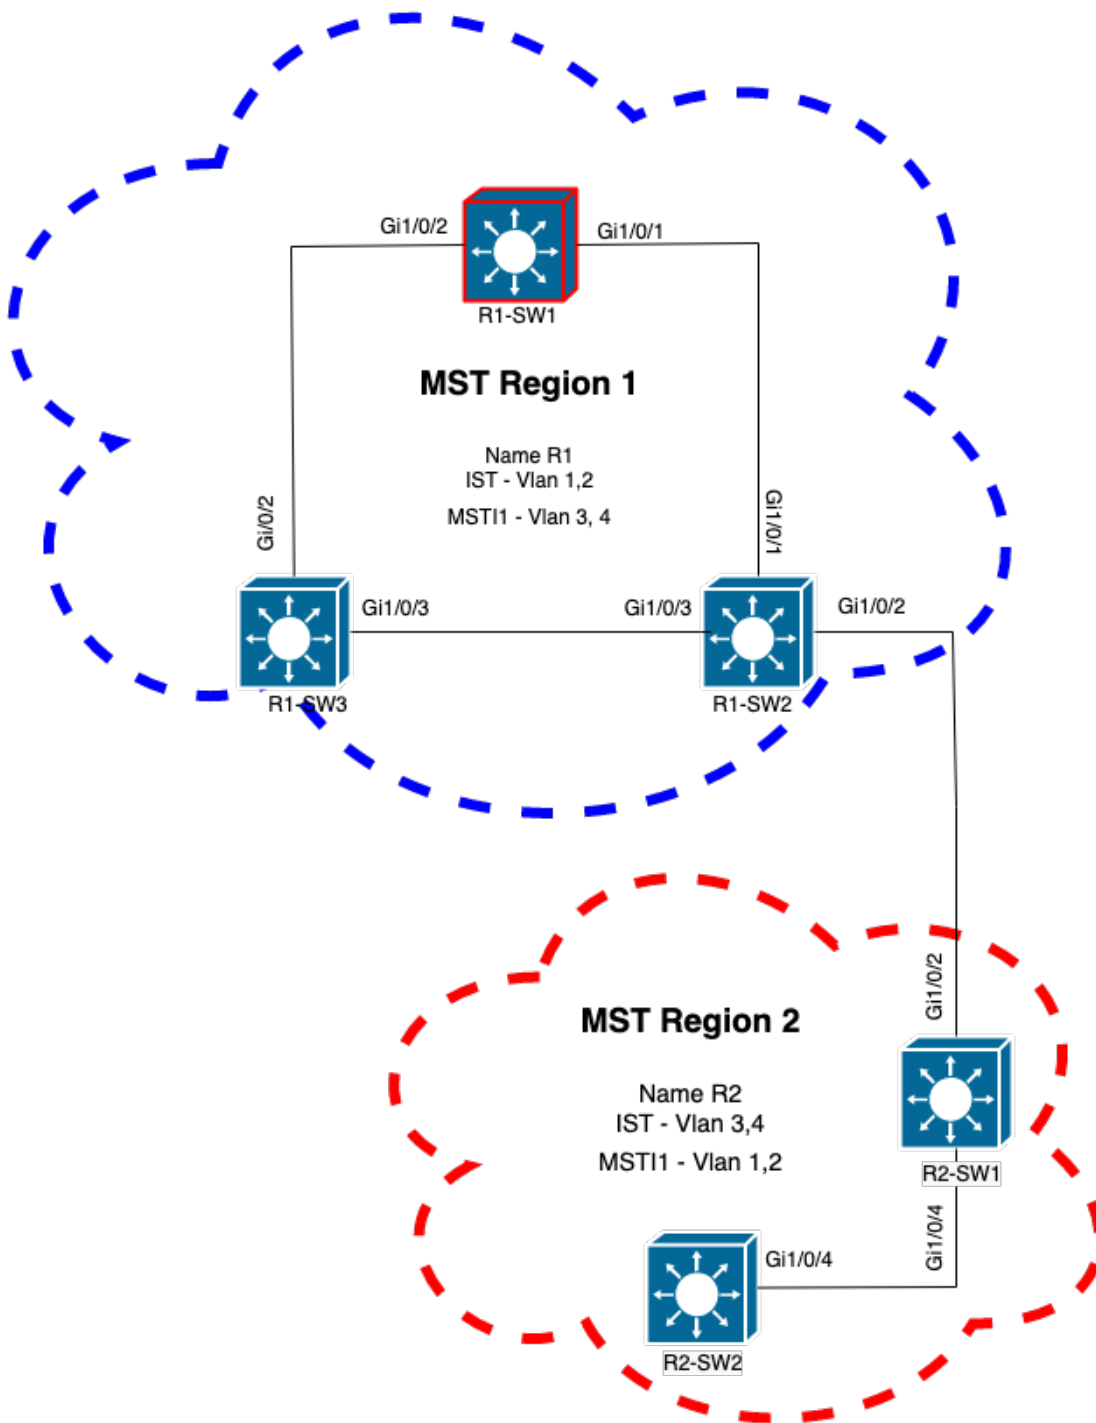 Gi1/0/2
Gi1/0/1
R1-SW1
MST Region 1
Name R1
IST - Vlan 1,2
MSTI1 - Vlan 3, 4
Gi/0/2
Gi1/0/1
Gi1/0/3
Gi1/0/3
Gi1/0/2
R1-SW3
R1-SW2
Gi1/0/2
MST Region 2
Name R2
IST - Vlan 3,4
MSTI1 - Vlan 1,2
R2-SW1
Gi1/0/4
Gi1/0/4
R2-SW2